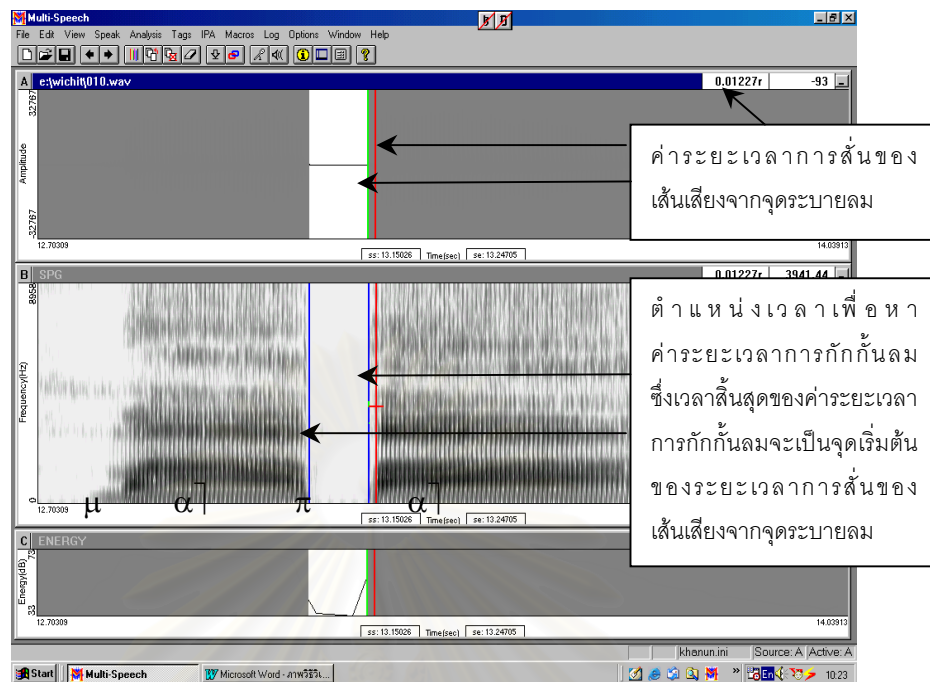 Multi-Speech
File Edit View Speak Analysis Tags IPA Macros Log Options Window Help
A e:\wichit\010.wav 0.01227r -93
32767
Amplitude
-32767
12.70309 14.03913
ss: 13.15026 Time(sec) se: 13.24705
ค่าระยะเวลาการสั่นของ
เส้นเสียงจากจุดระบายลม
B SPG 0.01227r 3941.44
8958
Frequency(Hz)
0
12.70309
μ α˥ π α˥
ss: 13.15026 Time(sec) se: 13.24705
ตำแหน่งเวลาเพื่อหา
ค่าระยะเวลาการกักกั้นลม
ซึ่งเวลาสิ้นสุดของค่าระยะเวลา
การกักกั้นลมจะเป็นจุดเริ่มต้น
ของระยะเวลาการสั่นของ
เส้นเสียงจากจุดระบายลม
C ENERGY
73
Energy(dB)
33
12.70309 14.03913
ss: 13.15026 Time(sec) se: 13.24705
khanun.ini Source: A Active: A
Start Multi-Speech Microsoft Word - ภาพวิธีวิเ... En 10:23